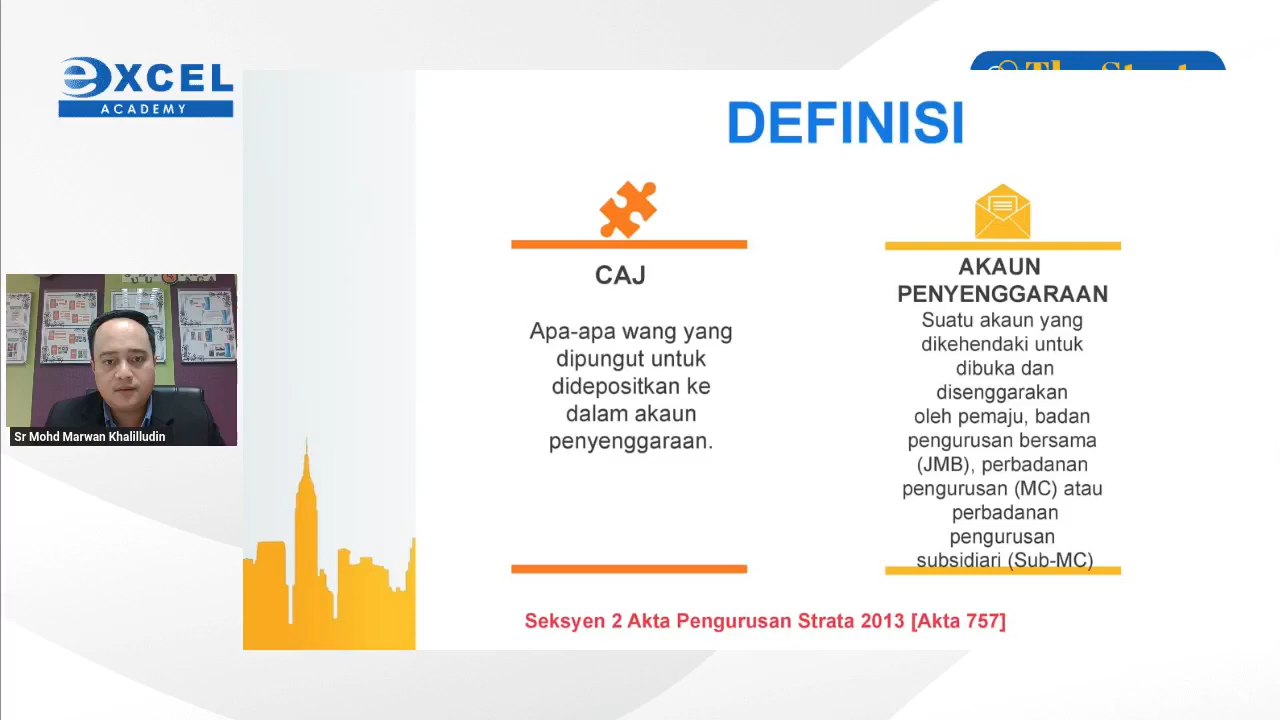 eXCEL
ACADEMY
DEFINISI
CAJ
Apa-apa wang yang
dipungut untuk
didepositkan ke
dalam akaun
penyenggaraan.
AKAUN
PENYENGGARAAN
Suatu akaun yang
dikehendaki untuk
dibuka dan
disenggarakan
oleh pemaju, badan
pengurusan bersama
(JMB), perbadanan
pengurusan (MC) atau
perbadanan
pengurusan
subsidiari (Sub-MC)
Seksyen 2 Akta Pengurusan Strata 2013 [Akta 757]
Sr Mohd Marwan Khalilludin